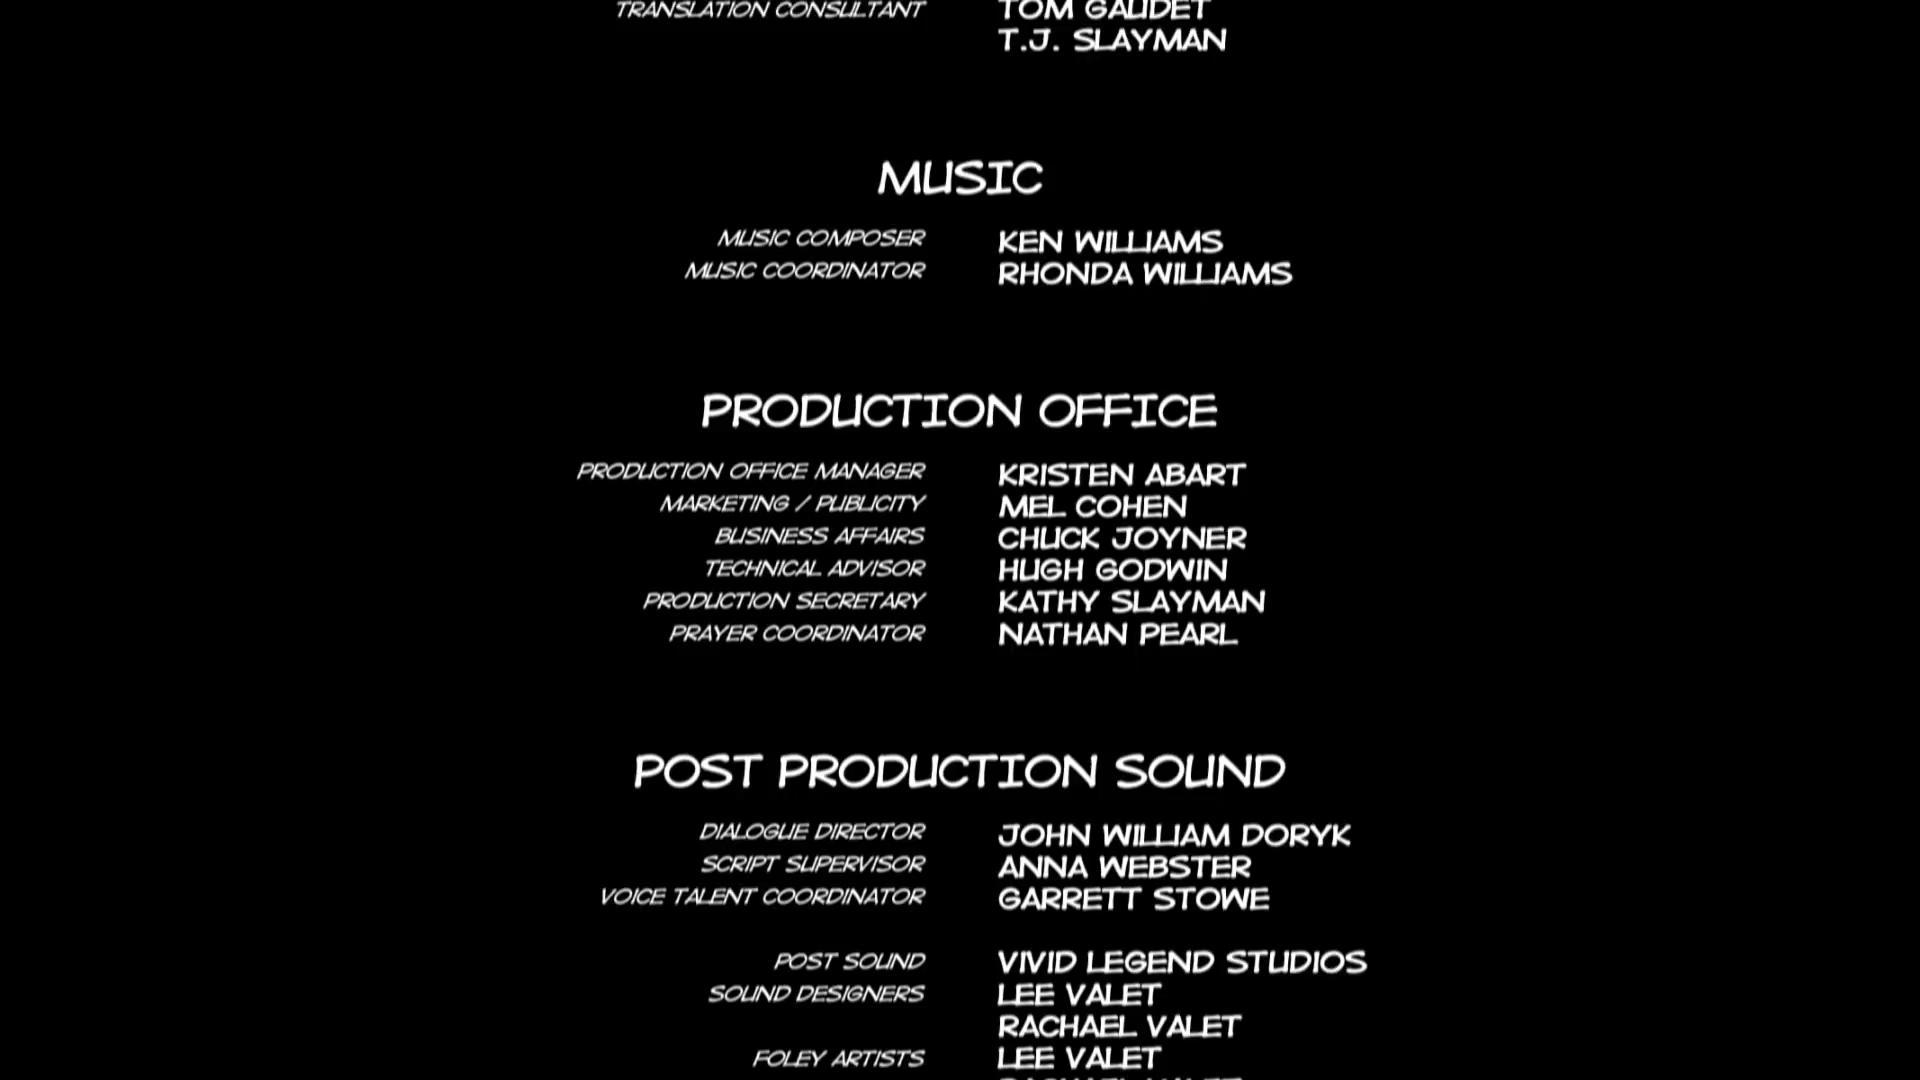 TRANSLATION CONSULTANT TOM GAUDET
T.J. SLAYMAN
MUSIC
MUSIC COMPOSER KEN WILLIAMS
MUSIC COORDINATOR RHONDA WILLIAMS
PRODUCTION OFFICE
PRODUCTION OFFICE MANAGER KRISTEN ABART
MARKETING / PUBLICITY MEL COHEN
BUSINESS AFFAIRS CHUCK JOYNER
TECHNICAL ADVISOR HUGH GODWIN
PRODUCTION SECRETARY KATHY SLAYMAN
PRAYER COORDINATOR NATHAN PEARL
POST PRODUCTION SOUND
DIALOGUE DIRECTOR JOHN WILLIAM DORYK
SCRIPT SUPERVISOR ANNA WEBSTER
VOICE TALENT COORDINATOR GARRETT STOWE
POST SOUND VIVID LEGEND STUDIOS
SOUND DESIGNERS LEE VALET
RACHAEL VALET
FOLEY ARTISTS LEE VALET